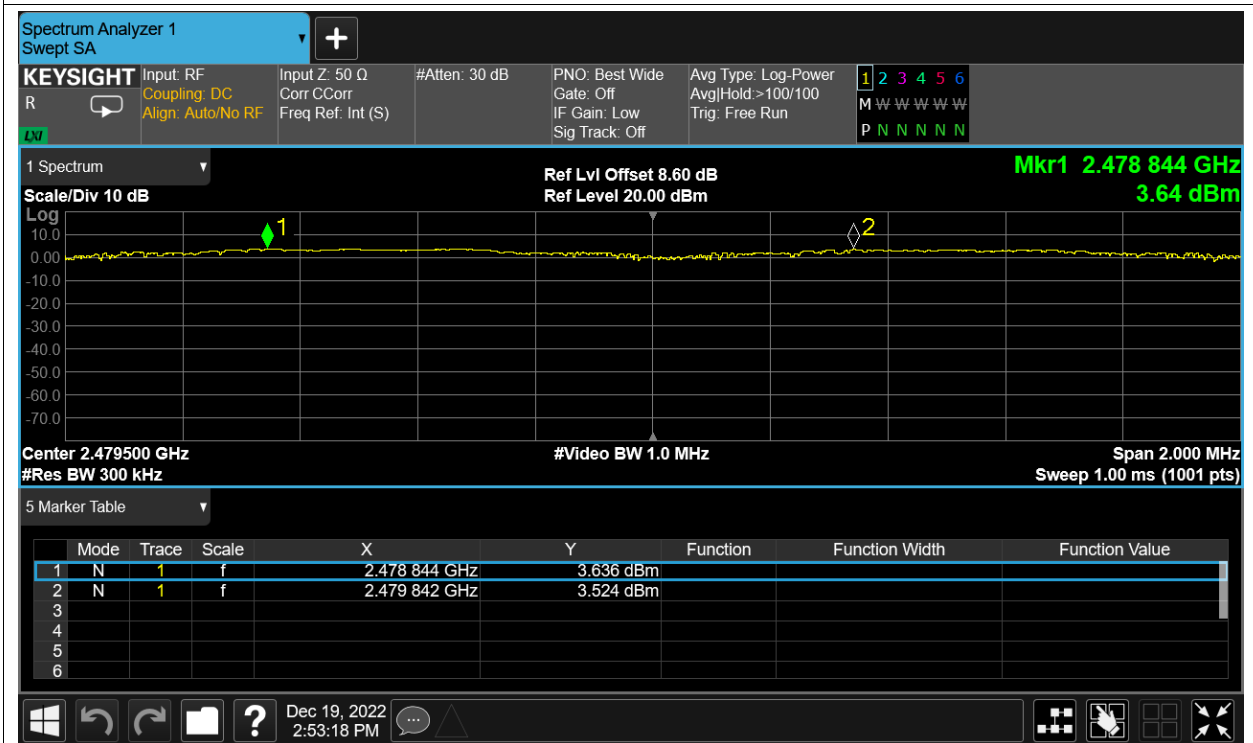 Spectrum Analyzer 1
Swept SA
KEYSIGHT
R
LXI
Input: RF
Coupling: DC
Align: Auto/No RF
Input Z: 50 Ω
Corr CCorr
Freq Ref: Int (S)
#Atten: 30 dB
PNO: Best Wide
Gate: Off
IF Gain: Low
Sig Track: Off
Avg Type: Log-Power
Avg|Hold:>100/100
Trig: Free Run
1 2 3 4 5 6
M W W W W W
P N N N N N
1 Spectrum
Scale/Div 10 dB
Ref Lvl Offset 8.60 dB
Ref Level 20.00 dBm
Mkr1 2.478 844 GHz
3.64 dBm
Log
10.0
0.00
-10.0
-20.0
-30.0
-40.0
-50.0
-60.0
-70.0
1
2
Center 2.479500 GHz
#Res BW 300 kHz
#Video BW 1.0 MHz
Span 2.000 MHz
Sweep 1.00 ms (1001 pts)
5 Marker Table
Mode Trace Scale X Y Function Function Width Function Value
1 N 1 f 2.478 844 GHz 3.636 dBm
2 N 1 f 2.479 842 GHz 3.524 dBm
3
4
5
6
?
Dec 19, 2022
2:53:18 PM